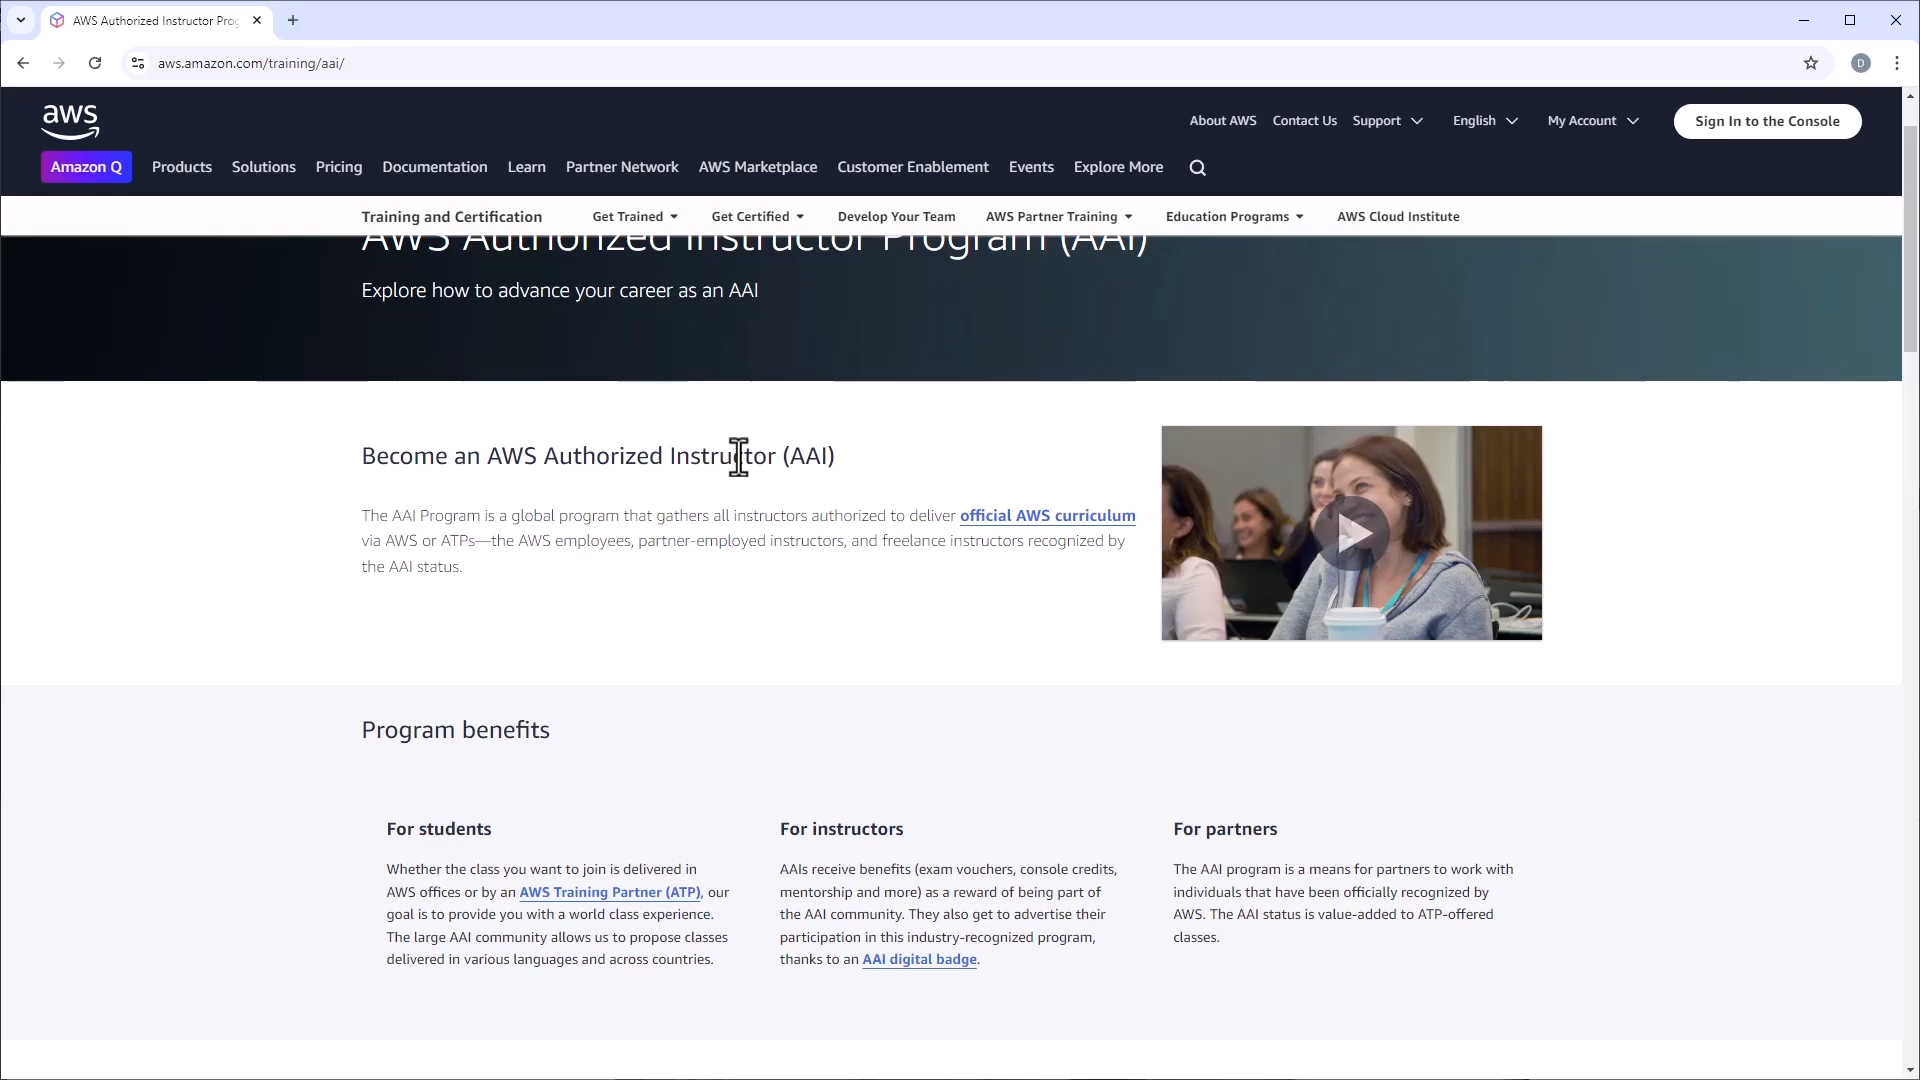 AWS Authorized Instructor Prog
aws.amazon.com/training/aai/
D
aws
About AWS
Contact Us
Support
English
My Account
Sign In to the Console
Amazon Q
Products
Solutions
Pricing
Documentation
Learn
Partner Network
AWS Marketplace
Customer Enablement
Events
Explore More
Training and Certification
Get Trained
Get Certified
Develop Your Team
AWS Partner Training
Education Programs
AWS Cloud Institute
AWS Authorized Instructor Program (AAI)
Explore how to advance your career as an AAI
Become an AWS Authorized Instructor (AAI)
The AAI Program is a global program that gathers all instructors authorized to deliver official AWS curriculum
via AWS or ATPs—the AWS employees, partner-employed instructors, and freelance instructors recognized by
the AAI status.
Program benefits
For students
Whether the class you want to join is delivered in
AWS offices or by an AWS Training Partner (ATP), our
goal is to provide you with a world class experience.
The large AAI community allows us to propose classes
delivered in various languages and across countries.
For instructors
AAIs receive benefits (exam vouchers, console credits,
mentorship and more) as a reward of being part of
the AAI community. They also get to advertise their
participation in this industry-recognized program,
thanks to an AAI digital badge.
For partners
The AAI program is a means for partners to work with
individuals that have been officially recognized by
AWS. The AAI status is value-added to ATP-offered
classes.